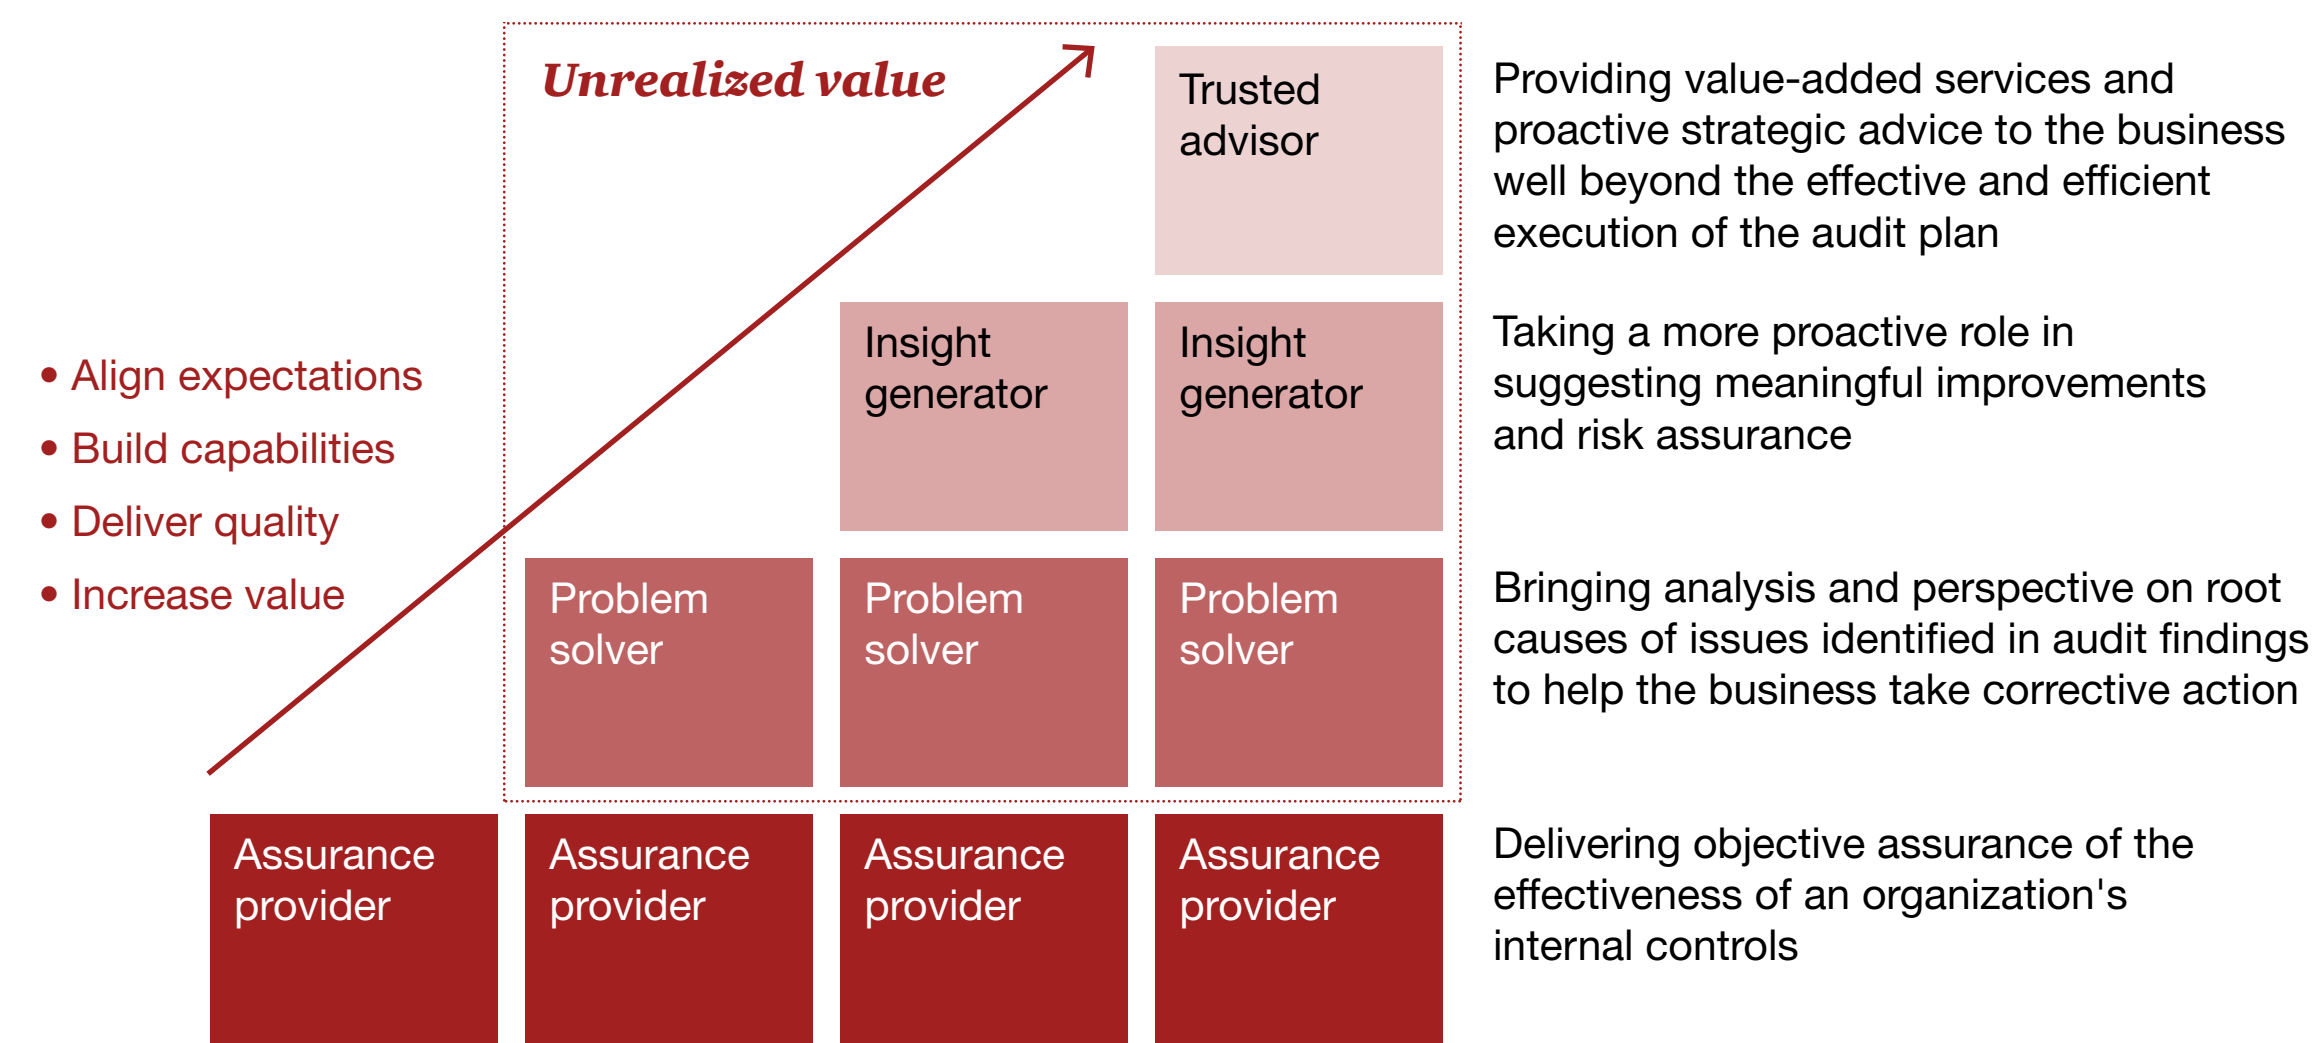 Unrealized value
Trusted
advisor
Providing value-added services and
proactive strategic advice to the business
well beyond the effective and efficient
execution of the audit plan
• Align expectations
• Build capabilities
• Deliver quality
• Increase value
Insight
generator
Insight
generator
Taking a more proactive role in
suggesting meaningful improvements
and risk assurance
Problem
solver
Problem
solver
Problem
solver
Bringing analysis and perspective on root
causes of issues identified in audit findings
to help the business take corrective action
Assurance
provider
Assurance
provider
Assurance
provider
Assurance
provider
Delivering objective assurance of the
effectiveness of an organization's
internal controls